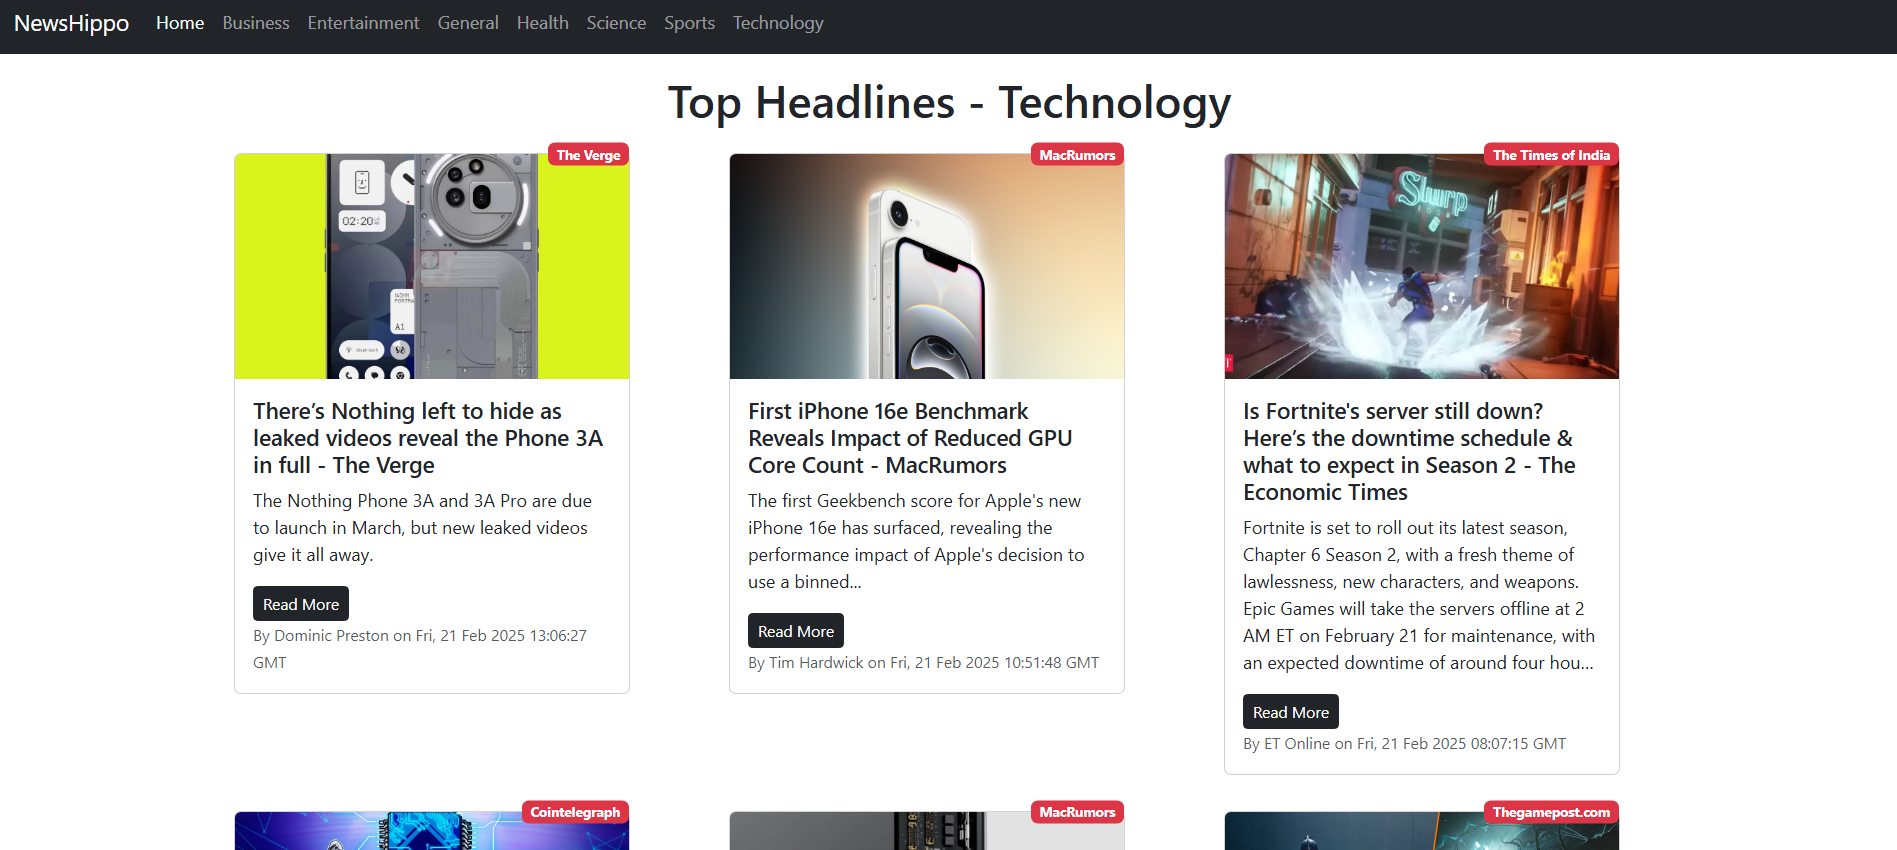 NewsHippo Home Business Entertainment General Health Science Sports Technology
Top Headlines - Technology
The Verge
02:20
A1
There’s Nothing left to hide as
leaked videos reveal the Phone 3A
in full - The Verge
The Nothing Phone 3A and 3A Pro are due
to launch in March, but new leaked videos
give it all away.
Read More
By Dominic Preston on Fri, 21 Feb 2025 13:06:27
GMT
MacRumors
First iPhone 16e Benchmark
Reveals Impact of Reduced GPU
Core Count - MacRumors
The first Geekbench score for Apple's new
iPhone 16e has surfaced, revealing the
performance impact of Apple's decision to
use a binned...
Read More
By Tim Hardwick on Fri, 21 Feb 2025 10:51:48 GMT
The Times of India
Slurp
Is Fortnite's server still down?
Here’s the downtime schedule &
what to expect in Season 2 - The
Economic Times
Fortnite is set to roll out its latest season,
Chapter 6 Season 2, with a fresh theme of
lawlessness, new characters, and weapons.
Epic Games will take the servers offline at 2
AM ET on February 21 for maintenance, with
an expected downtime of around four hou...
Read More
By ET Online on Fri, 21 Feb 2025 08:07:15 GMT
Cointelegraph
MacRumors
Thegamepost.com